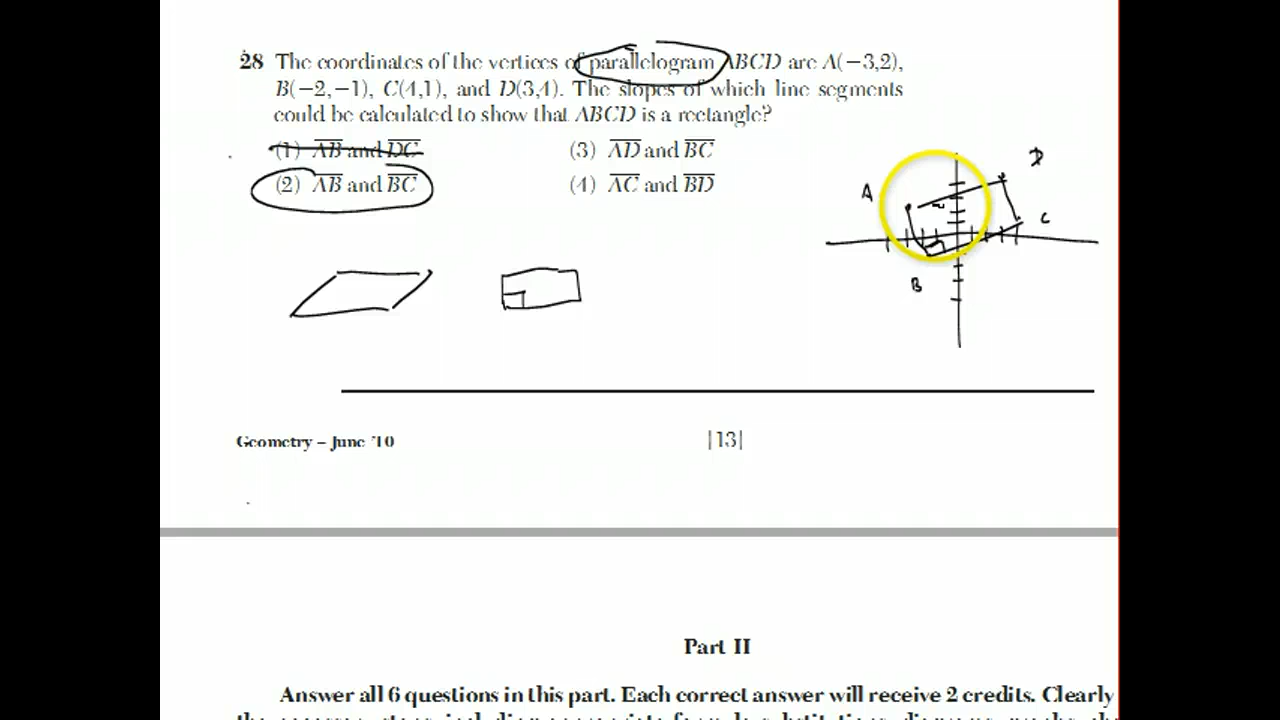 28 The coordinates of the vertices of parallelogram ABCD are A(−3,2),
B(−2,−1), C(4,1), and D(3,4). The slopes of which line segments
could be calculated to show that ABCD is a rectangle?
(1) AB and DC
(2) AB and BC
(3) AD and BC
(4) AC and BD
A
D
C
B
Geometry – June '10
[13]
Part II
Answer all 6 questions in this part. Each correct answer will receive 2 credits. Clearly